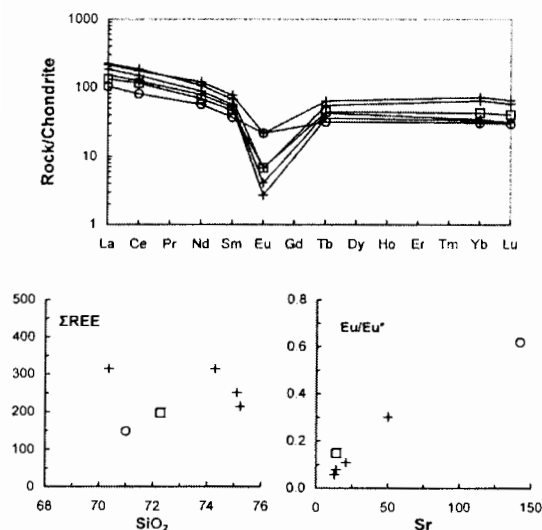 1000
100
10
1
Rock/Chondrite
La Ce Pr Nd Sm Eu Gd Tb Dy Ho Er Tm Yb Lu
500
400
300
200
100
0
ΣREE
68 70 72 74 76
SiO₂
0.8
0.6
0.4
0.2
0.0
Eu/Eu*
0 50 100 150
Sr